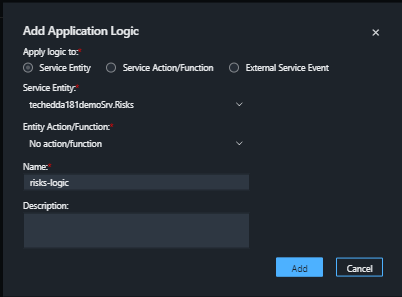 Add Application Logic
Apply logic to:*
Service Entity Service Action/Function External Service Event
Service Entity:*
techedda181demoSrv.Risks
Entity Action/Function:*
No action/function
Name:*
risks-logic
Description:
Add Cancel